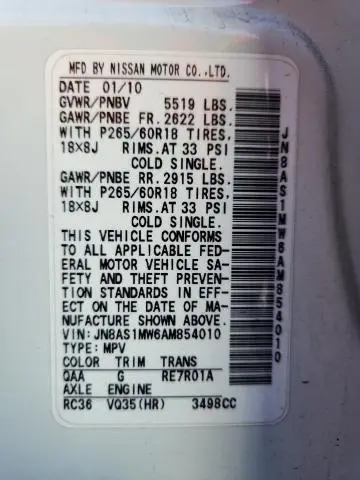 MFD BY NISSAN MOTOR CO.,LTD.
DATE 01/10
GVWR/PNBV 5519 LBS.
GAWR/PNBE FR. 2622 LBS.
WITH P265/60R18 TIRES,
18X8J RIMS.AT 33 PSI
COLD SINGLE.
GAWR/PNBE RR. 2915 LBS.
WITH P265/60R18 TIRES,
18X8J RIMS.AT 33 PSI
COLD SINGLE.
THIS VEHICLE CONFORMS
TO ALL APPLICABLE FED-
ERAL MOTOR VEHICLE SA-
FETY AND THEFT PREVEN-
TION STANDARDS IN EFF-
ECT ON THE DATE OF MA-
NUFACTURE SHOWN ABOVE.
VIN: JN8AS1MW6AM854010
TYPE: MPV
COLOR TRIM TRANS
QAA G RE7R01A
AXLE ENGINE
RC36 VQ35(HR) 3498CC
JN8AS1MW6AM854010